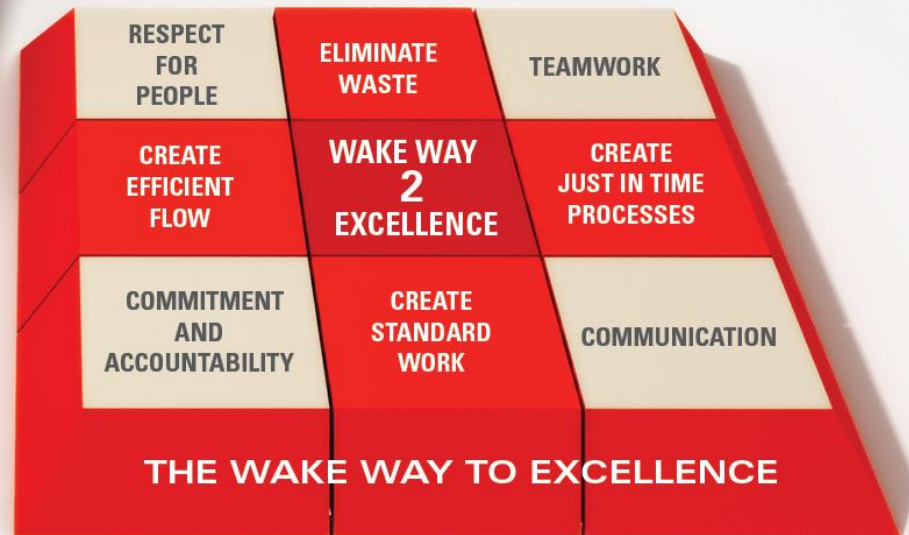 RESPECT
FOR
PEOPLE
ELIMINATE
WASTE
TEAMWORK
CREATE
EFFICIENT
FLOW
WAKE WAY
2
EXCELLENCE
CREATE
JUST IN TIME
PROCESSES
COMMITMENT
AND
ACCOUNTABILITY
CREATE
STANDARD
WORK
COMMUNICATION
THE WAKE WAY TO EXCELLENCE